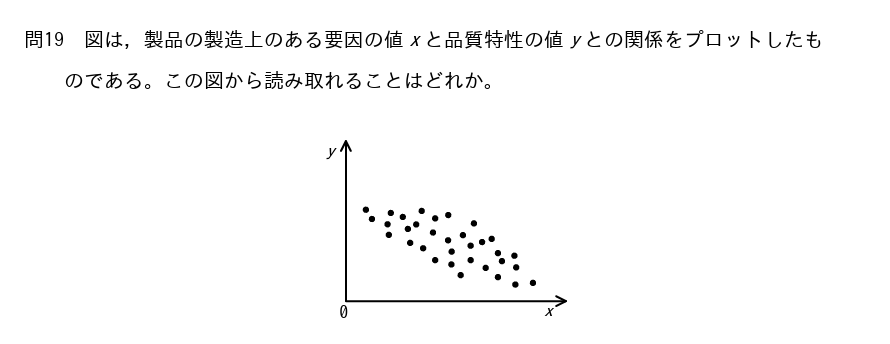 問19　図は，製品の製造上のある要因の値 x と品質特性の値 y との関係をプロットしたも
のである。この図から読み取れることはどれか。
y
0
x